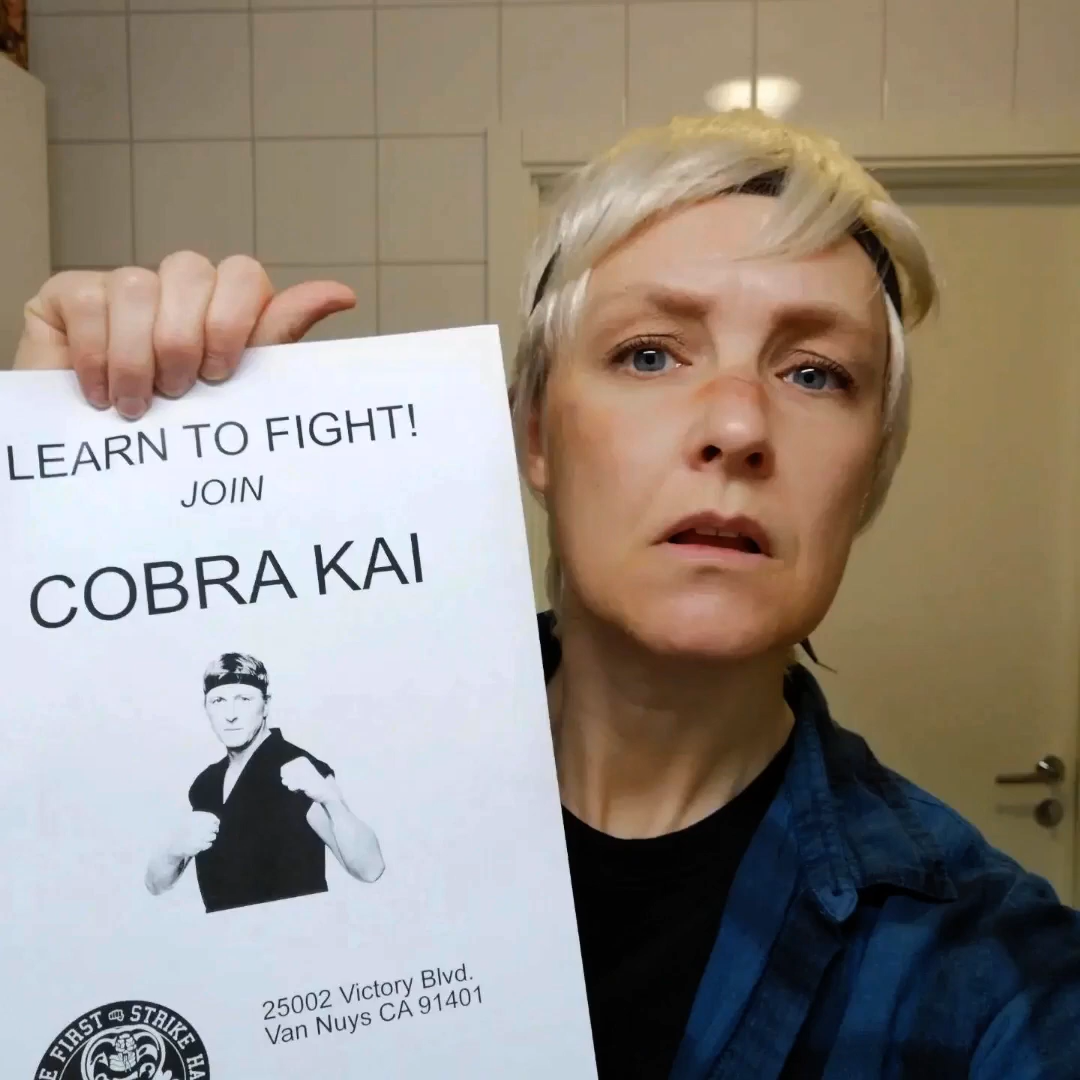 LEARN TO FIGHT!
JOIN
COBRA KAI
25002 Victory Blvd.
Van Nuys CA 91401
FIRST STRIKE